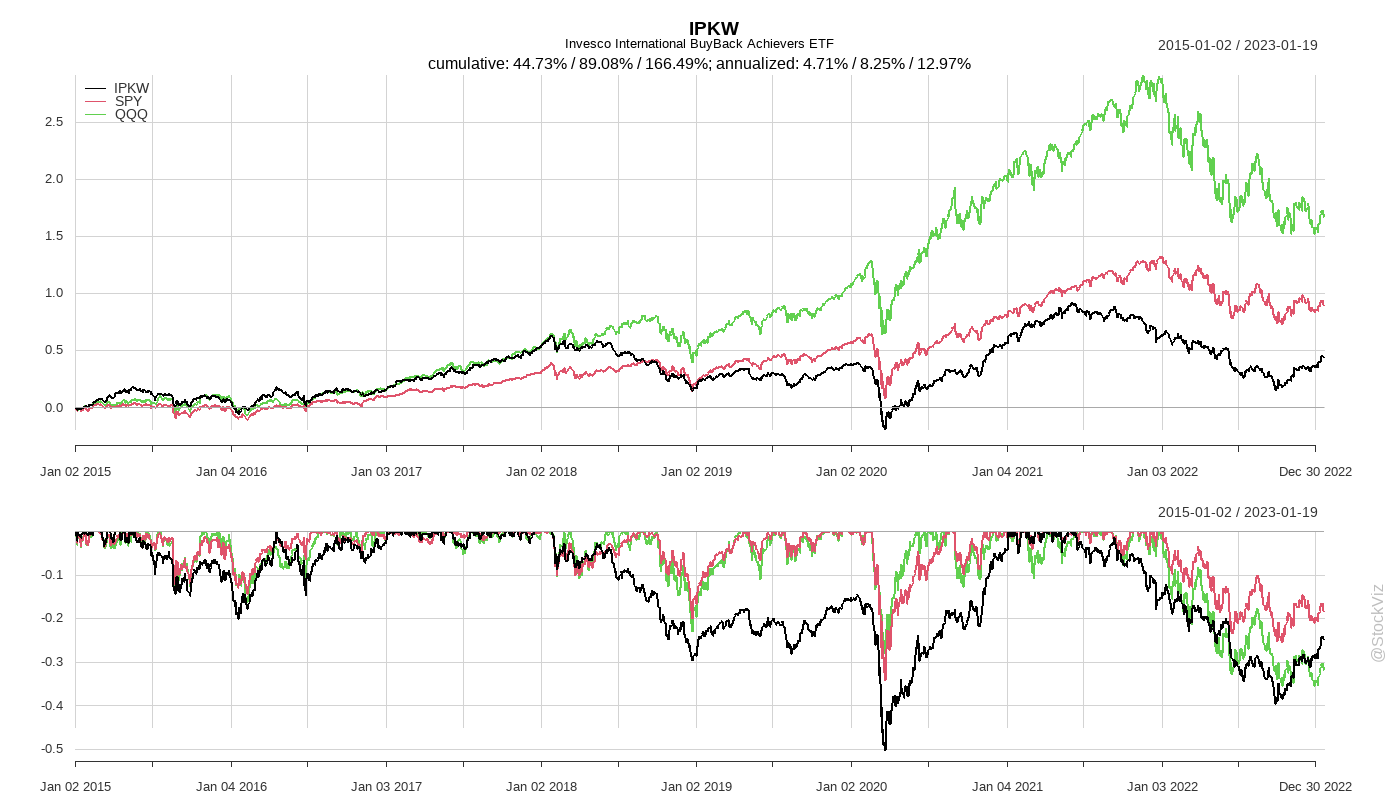 IPKW
Invesco International BuyBack Achievers ETF
2015-01-02 / 2023-01-19
cumulative: 44.73% / 89.08% / 166.49%; annualized: 4.71% / 8.25% / 12.97%
IPKW
SPY
QQQ
2.5
2.0
1.5
1.0
0.5
0.0
Jan 02 2015 Jan 04 2016 Jan 03 2017 Jan 02 2018 Jan 02 2019 Jan 02 2020 Jan 04 2021 Jan 03 2022 Dec 30 2022
2015-01-02 / 2023-01-19
-0.1
-0.2
-0.3
-0.4
-0.5
Jan 02 2015 Jan 04 2016 Jan 03 2017 Jan 02 2018 Jan 02 2019 Jan 02 2020 Jan 04 2021 Jan 03 2022 Dec 30 2022
@StockViz